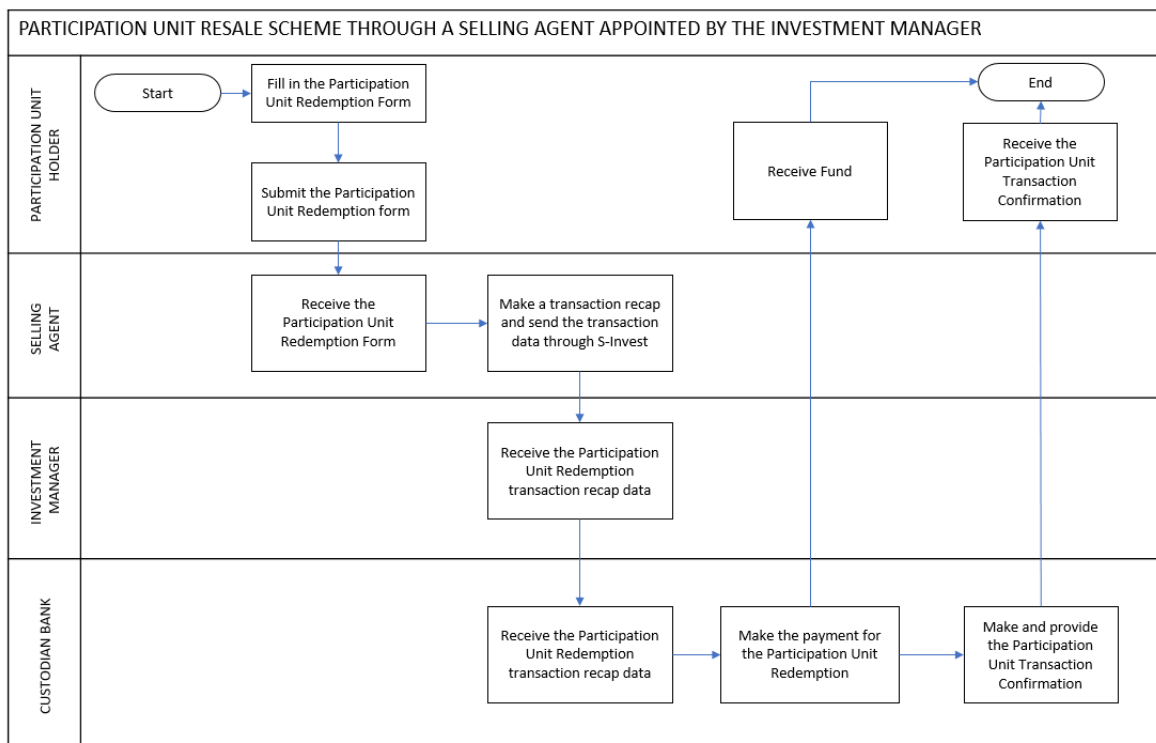 PARTICIPATION UNIT RESALE SCHEME THROUGH A SELLING AGENT APPOINTED BY THE INVESTMENT MANAGER
PARTICIPATION UNIT
HOLDER
Start
Fill in the Participation
Unit Redemption Form
Submit the Participation
Unit Redemption form
Receive Fund
End
Receive the
Participation Unit
Transaction
Confirmation
SELLING
AGENT
Receive the
Participation Unit
Redemption Form
Make a transaction recap
and send the transaction
data through S-Invest
INVESTMENT
MANAGER
Receive the Participation
Unit Redemption
transaction recap data
CUSTODIAN BANK
Receive the Participation
Unit Redemption
transaction recap data
Make the payment for
the Participation Unit
Redemption
Make and provide
the Participation
Unit Transaction
Confirmation